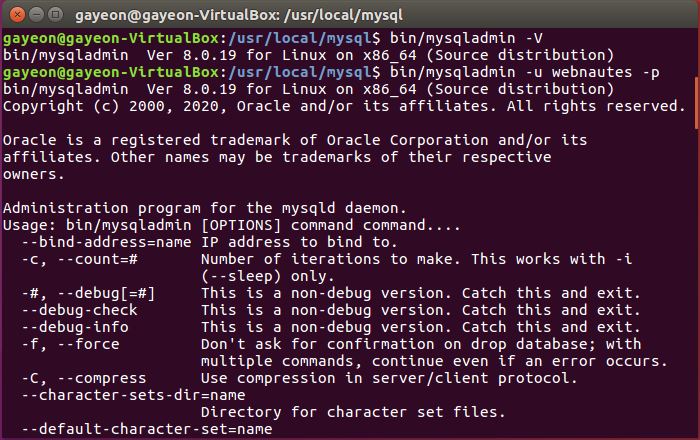 gayeon@gayeon-VirtualBox: /usr/local/mysql
gayeon@gayeon-VirtualBox:/usr/local/mysql$ bin/mysqladmin -V
bin/mysqladmin  Ver 8.0.19 for Linux on x86_64 (Source distribution)
gayeon@gayeon-VirtualBox:/usr/local/mysql$ bin/mysqladmin -u webnautes -p
bin/mysqladmin  Ver 8.0.19 for Linux on x86_64 (Source distribution)
Copyright (c) 2000, 2020, Oracle and/or its affiliates. All rights reserved.

Oracle is a registered trademark of Oracle Corporation and/or its
affiliates. Other names may be trademarks of their respective
owners.

Administration program for the mysqld daemon.
Usage: bin/mysqladmin [OPTIONS] command command....
  --bind-address=name IP address to bind to.
  -c, --count=#       Number of iterations to make. This works with -i
                      (--sleep) only.
  -#, --debug[=#]     This is a non-debug version. Catch this and exit.
  --debug-check       This is a non-debug version. Catch this and exit.
  --debug-info        This is a non-debug version. Catch this and exit.
  -f, --force         Don't ask for confirmation on drop database; with
                      multiple commands, continue even if an error occurs.
  -C, --compress      Use compression in server/client protocol.
  --character-sets-dir=name
                      Directory for character set files.
  --default-character-set=name